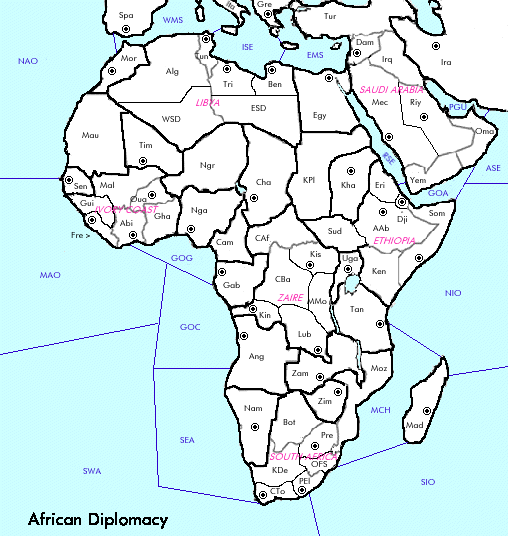 Spa
WMS
Ita
Gre
Tur
NAO
ISE
EMS
Dam
Irq
Ira
Mor
Alg
Tun
Tri
Ben
LIBYA
ESD
WSD
Egy
SAUDI ARABIA
Mec
Riy
PGU
Oma
Mau
Tim
RSE
ASE
Sen
Mal
Ngr
Cha
KPI
Kha
Eri
Yem
GOA
Gui
IVORY COAST
Oua
Gha
Abi
Nga
Dji
AAb
Som
Fre >
Cam
CAf
Sud
ETHIOPIA
GOG
MAO
Gab
CBa
Kis
Uga
Ken
NIO
ZAIRE
MMo
Kin
Tan
GOC
Lub
Ang
Zam
Moz
Nam
Zim
MCH
Mad
Bot
Pre
SEA
SOUTH AFRICA
OFS
SWA
KDe
CTo
PEl
SIO
African Diplomacy